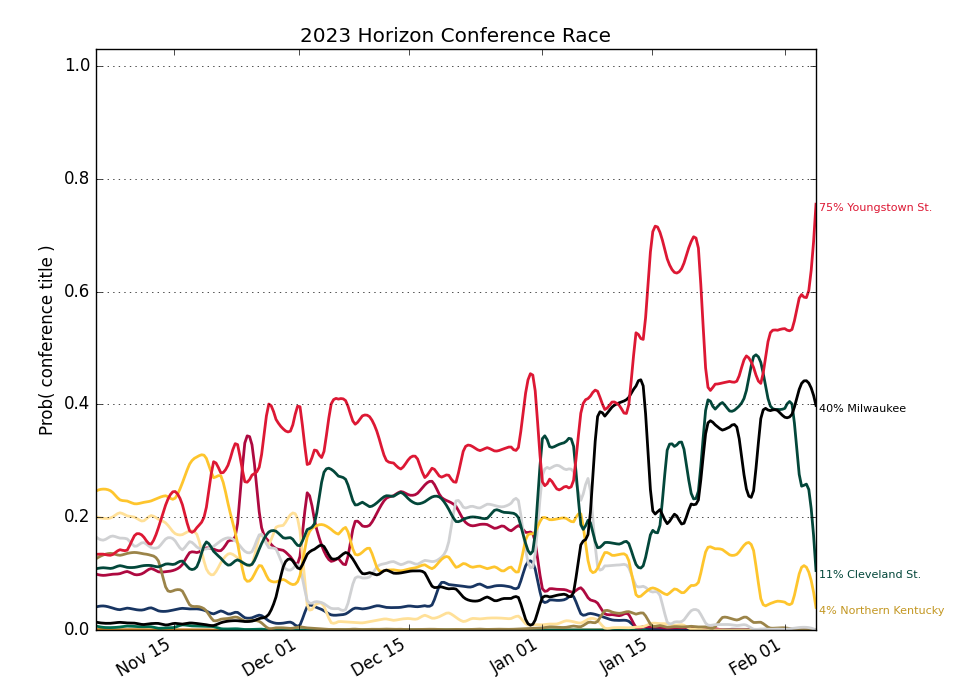 2023 Horizon Conference Race
Prob( conference title )
1.0
0.8
0.6
0.4
0.2
0.0
75% Youngstown St.
40% Milwaukee
11% Cleveland St.
4% Northern Kentucky
Nov 15
Dec 01
Dec 15
Jan 01
Jan 15
Feb 01